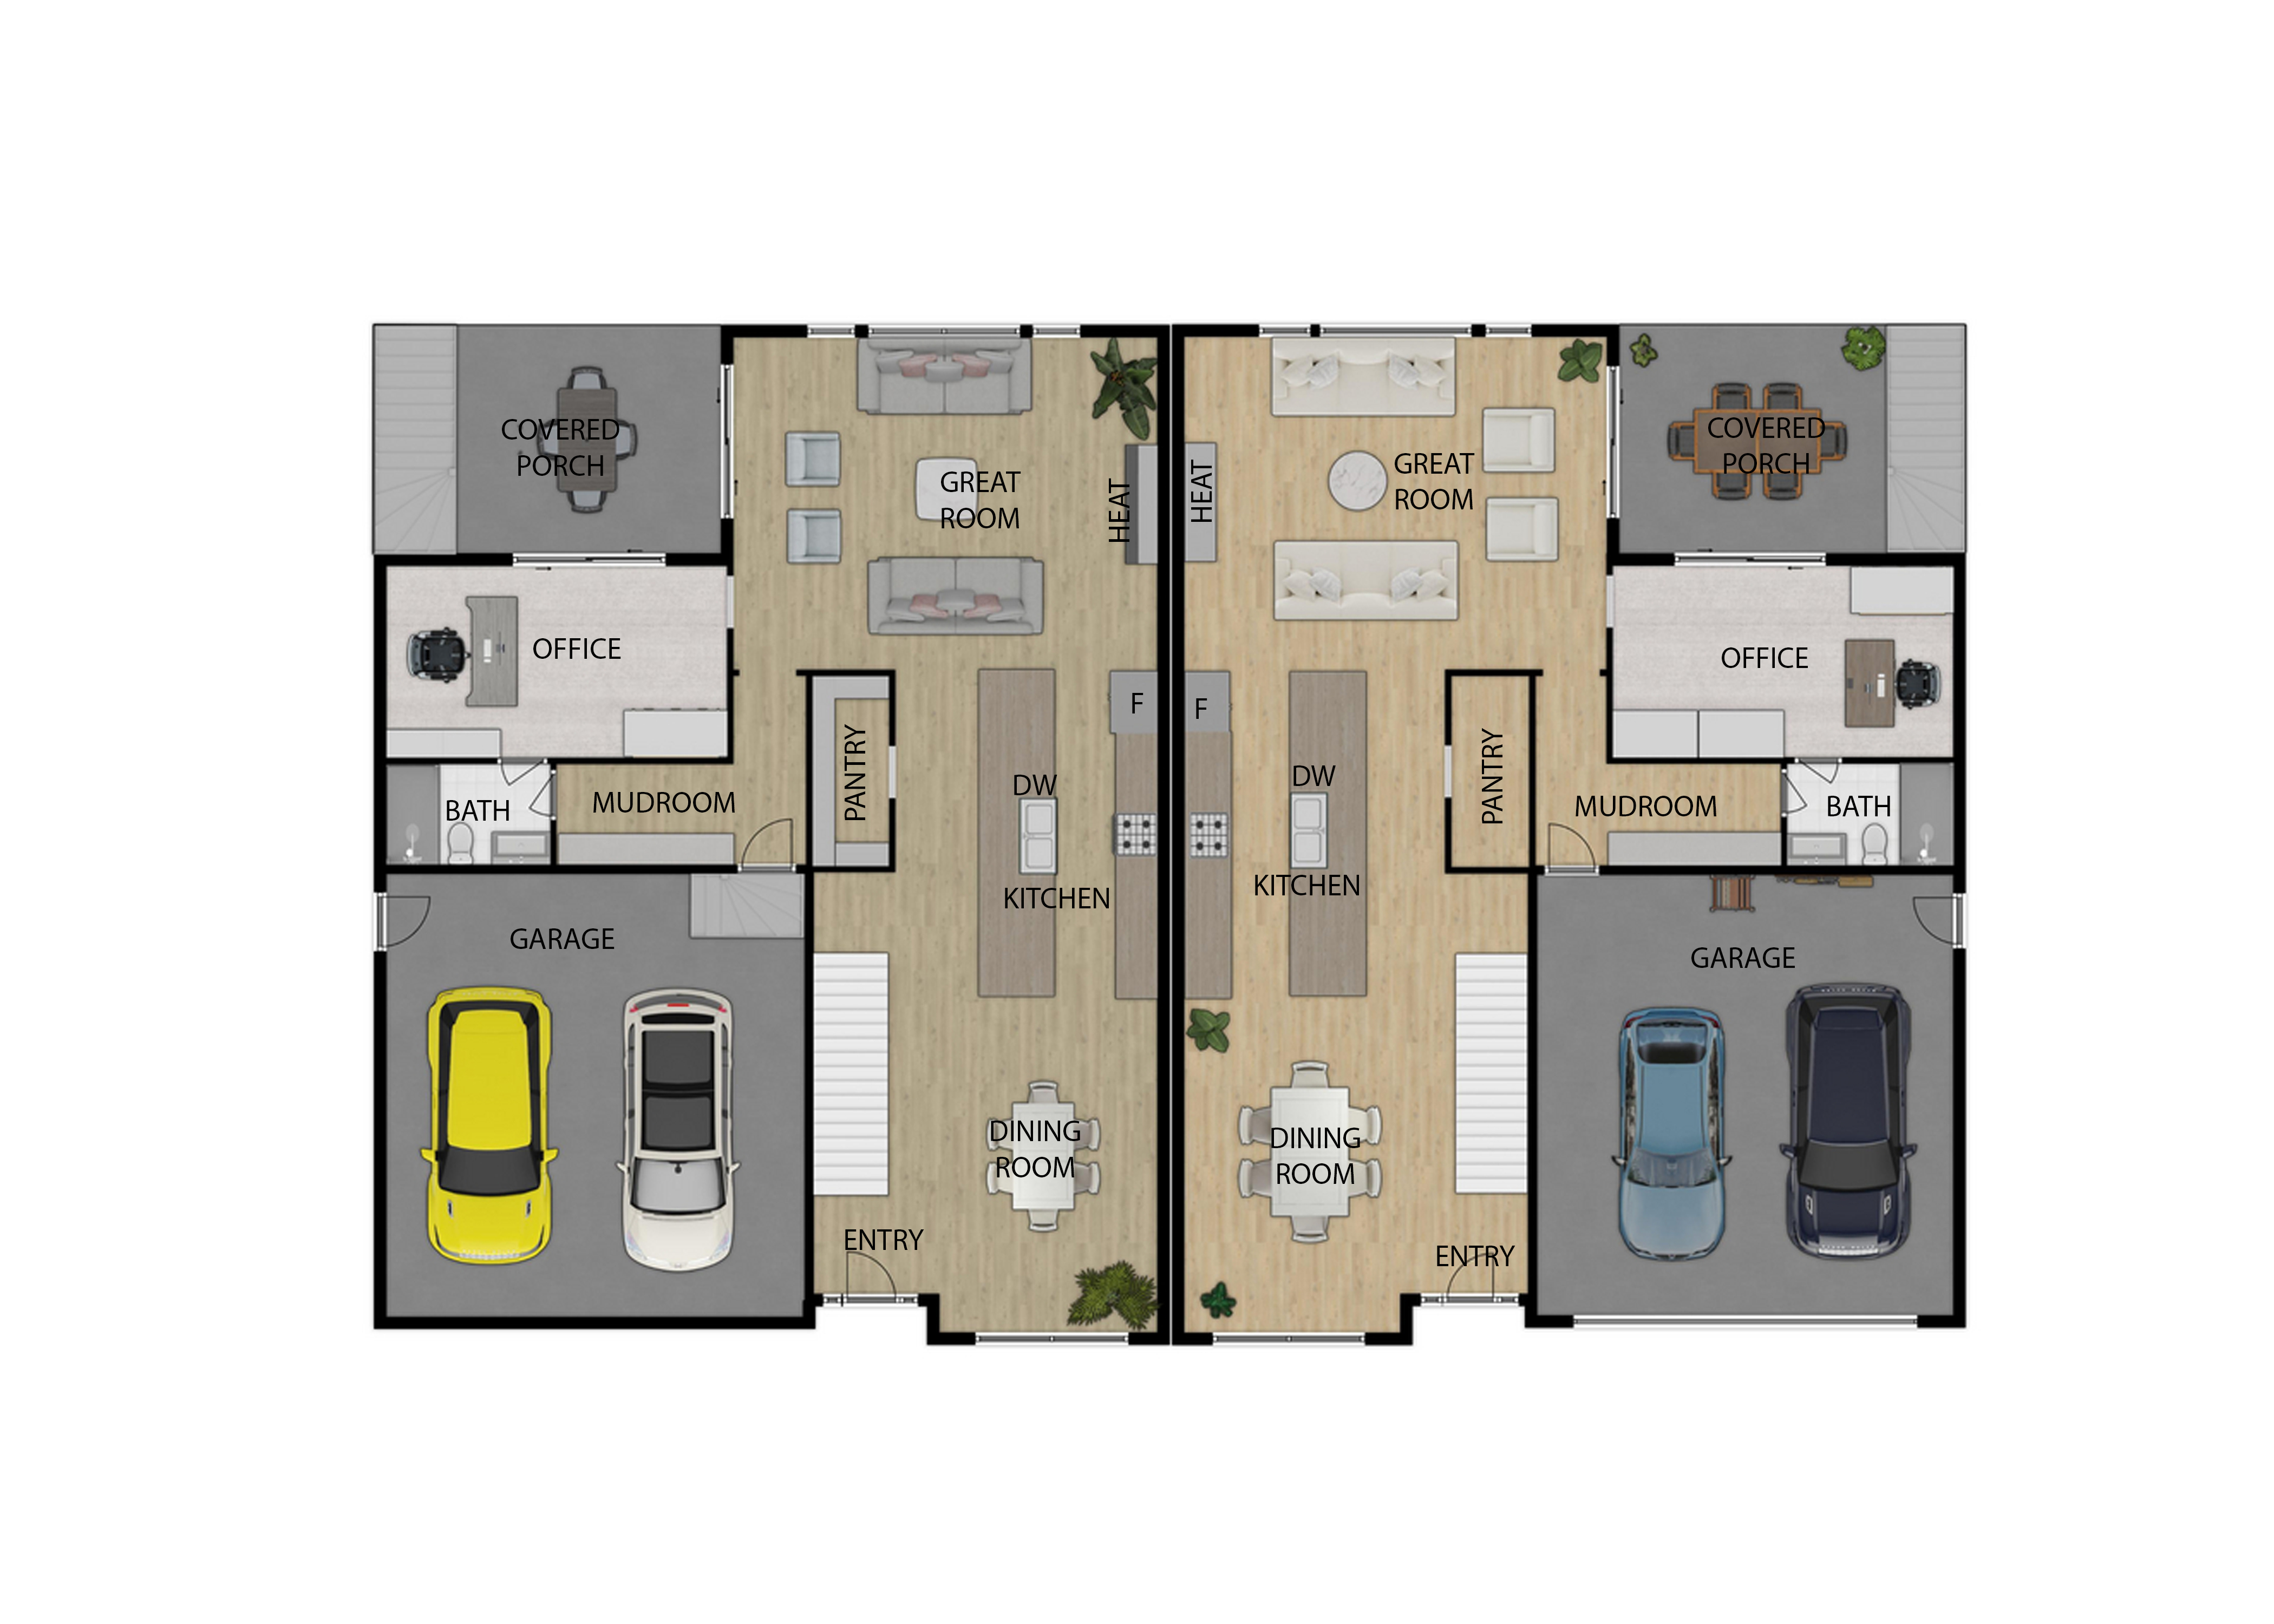 COVERED
PORCH
GREAT
ROOM
HEAT
OFFICE
F
PANTRY
DW
BATH
MUDROOM
KITCHEN
GARAGE
DINING
ROOM
ENTRY
HEAT
GREAT
ROOM
COVERED
PORCH
OFFICE
F
PANTRY
DW
MUDROOM
BATH
KITCHEN
GARAGE
DINING
ROOM
ENTRY